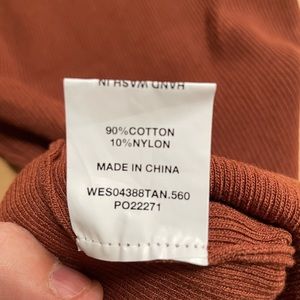 HAND WASH IN
90%COTTON
10%NYLON
MADE IN CHINA
WES04388TAN.560
PO22271